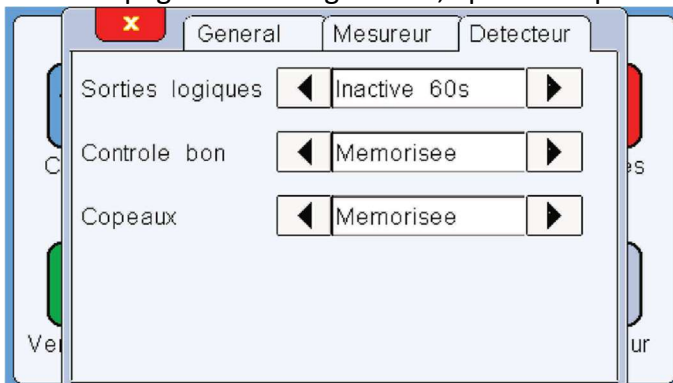 x
General Mesureur Detecteur
Sorties logiques Inactive 60s
Controle bon Memorisee
Copeaux Memorisee